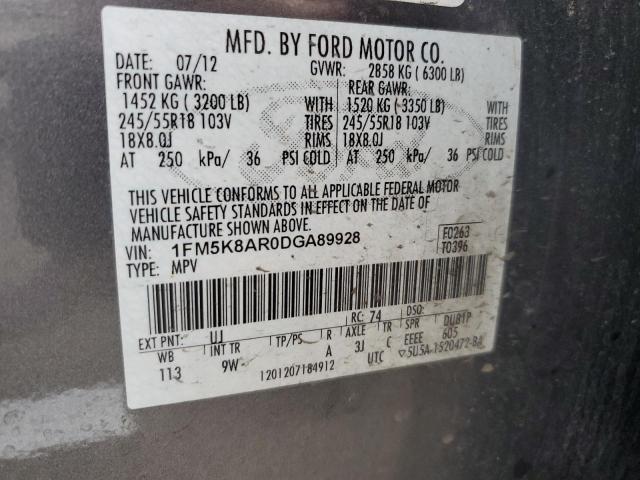 MFD. BY FORD MOTOR CO.
DATE: 07/12 GVWR: 2858 KG ( 6300 LB)
FRONT GAWR: REAR GAWR:
1452 KG ( 3200 LB) WITH 1520 KG ( 3350 LB) WITH
245/55R18 103V TIRES 245/55R18 103V TIRES
18X8.0J RIMS 18X8.0J RIMS
AT 250 kPa/ 36 PSI COLD AT 250 kPa/ 36 PSI COLD
THIS VEHICLE CONFORMS TO ALL APPLICABLE FEDERAL MOTOR
VEHICLE SAFETY STANDARDS IN EFFECT ON THE DATE OF
MANUFACTURE SHOWN ABOVE.
VIN: 1FM5K8AR0DGA89928 F0263
TYPE: MPV T0396
EXT PNT: UJ RC: 74 DSO:
WB INT TR TP/PS R AXLE TR SPR DUB1P
113 9W A 3J C EEEE 605
1201207184912 UTC ▽5U5A-1520472-BA